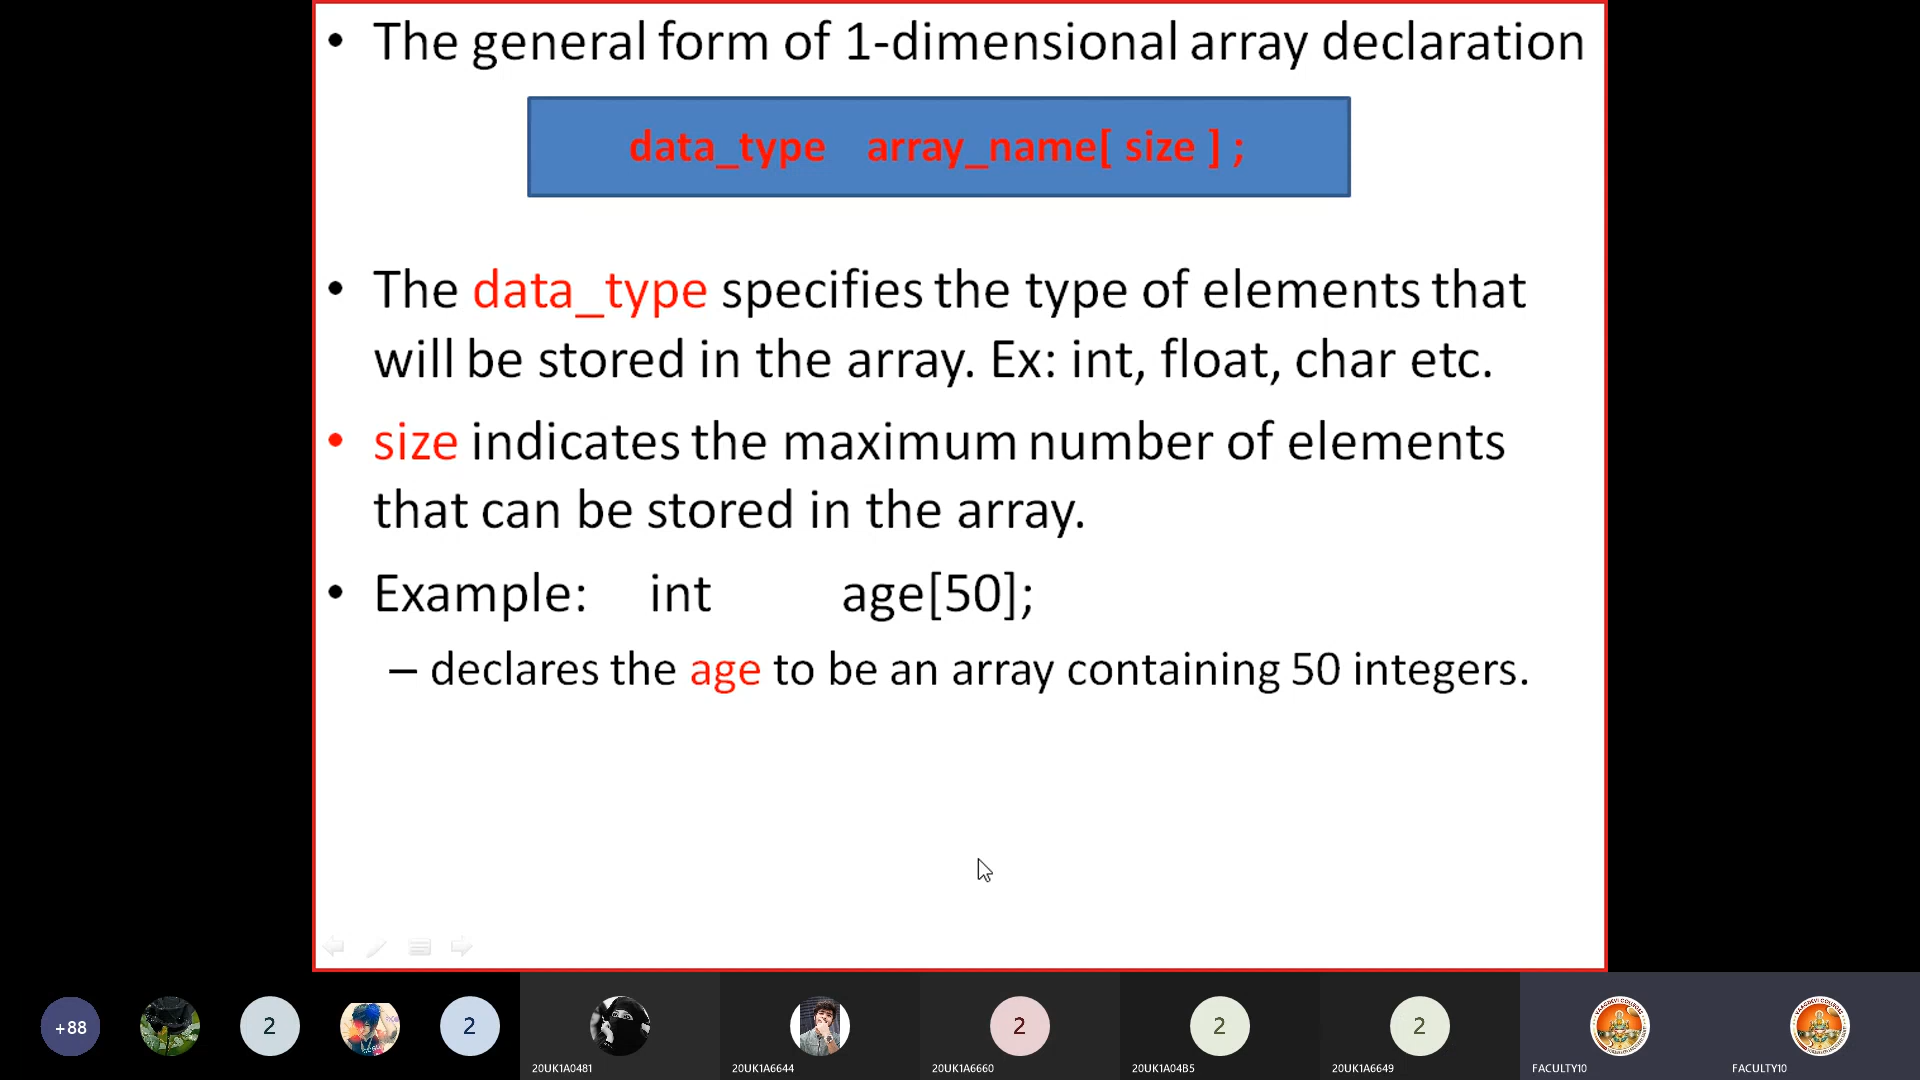 • The general form of 1-dimensional array declaration
data_type array_name[ size ] ;
• The data_type specifies the type of elements that
will be stored in the array. Ex: int, float, char etc.
• size indicates the maximum number of elements
that can be stored in the array.
• Example: int age[50];
– declares the age to be an array containing 50 integers.
+88
2
2
2
2
2
20UK1A0481
20UK1A6644
20UK1A6660
20UK1A04B5
20UK1A6649
FACULTY10
FACULTY10